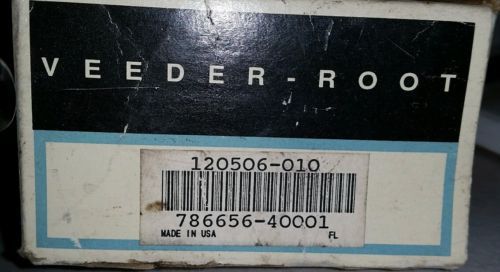 VEEDER-ROOT
120506-010
786656-40001
MADE IN USA FL